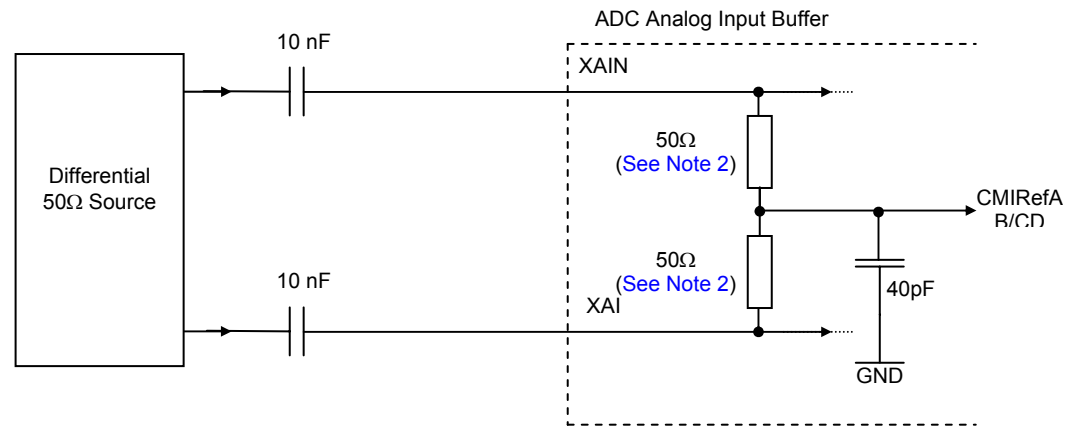 ADC Analog Input Buffer
10 nF
XAIN
50Ω
(See Note 2)
Differential
50Ω Source
CMIRefA
B/CD
10 nF
50Ω
(See Note 2)
XAI
40pF
GND